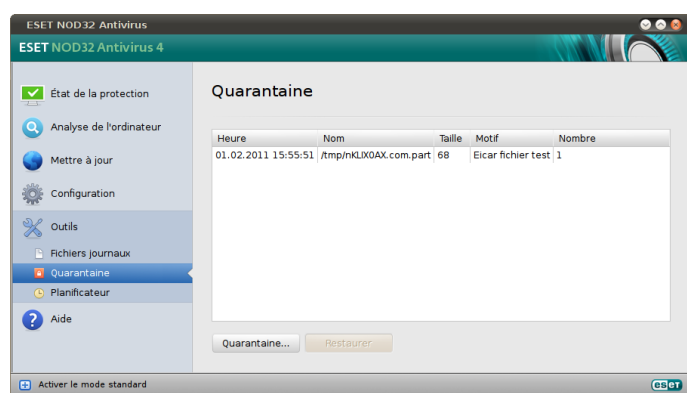 ESET NOD32 Antivirus
ESET NOD32 Antivirus 4
État de la protection
Analyse de l'ordinateur
Mettre à jour
Configuration
Outils
Fichiers journaux
Quarantaine
Planificateur
Aide
Quarantaine
Heure Nom Taille Motif Nombre
01.02.2011 15:55:51 /tmp/nKLIX0AX.com.part 68 Eicar fichier test 1
Quarantaine... Restaurer
Activer le mode standard
eseT